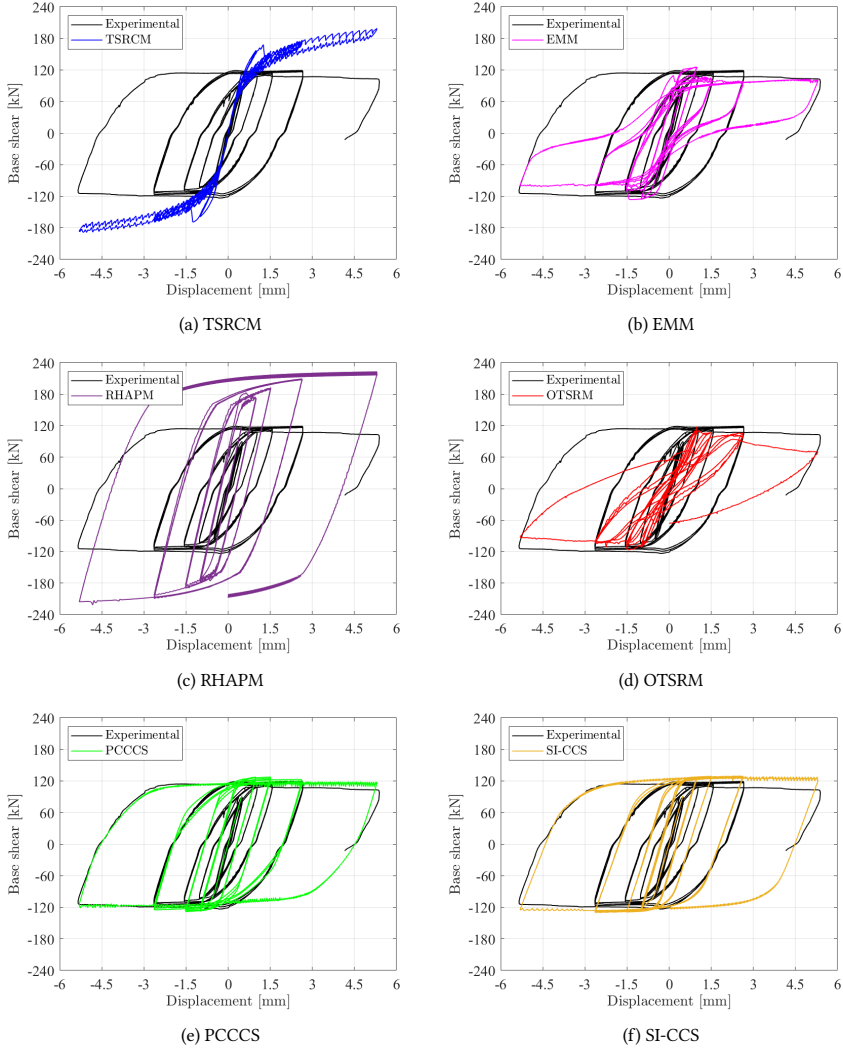 240
180
120
60
0
-60
-120
-180
-240
Base shear [kN]
Experimental
TSRCM
-6 -4.5 -3 -1.5 0 1.5 3 4.5 6
Displacement [mm]
(a) TSRCM
240
180
120
60
0
-60
-120
-180
-240
Base shear [kN]
Experimental
EMM
-6 -4.5 -3 -1.5 0 1.5 3 4.5 6
Displacement [mm]
(b) EMM
240
180
120
60
0
-60
-120
-180
-240
Base shear [kN]
Experimental
RHAPM
-6 -4.5 -3 -1.5 0 1.5 3 4.5 6
Displacement [mm]
(c) RHAPM
240
180
120
60
0
-60
-120
-180
-240
Base shear [kN]
Experimental
OTSRM
-6 -4.5 -3 -1.5 0 1.5 3 4.5 6
Displacement [mm]
(d) OTSRM
240
180
120
60
0
-60
-120
-180
-240
Base shear [kN]
Experimental
PCCCS
-6 -4.5 -3 -1.5 0 1.5 3 4.5 6
Displacement [mm]
(e) PCCCS
240
180
120
60
0
-60
-120
-180
-240
Base shear [kN]
Experimental
SI-CCS
-6 -4.5 -3 -1.5 0 1.5 3 4.5 6
Displacement [mm]
(f) SI-CCS